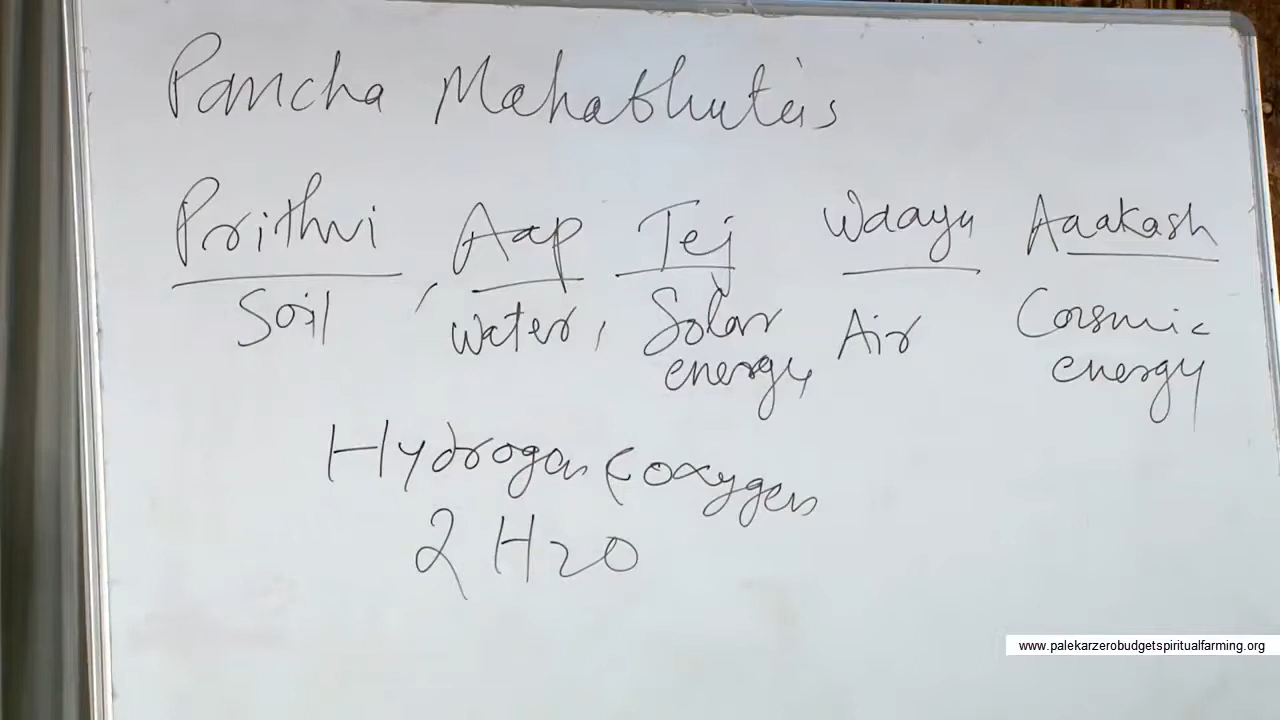 Pancha Mahabhutas
Prithvi , Aap Tej Waayu Aaakash
Soil water, Solar energy, Air Cosmic energy
Hydrogen & oxygen
2 H2O
www.palekarzerobudgetspiritualfarming.org